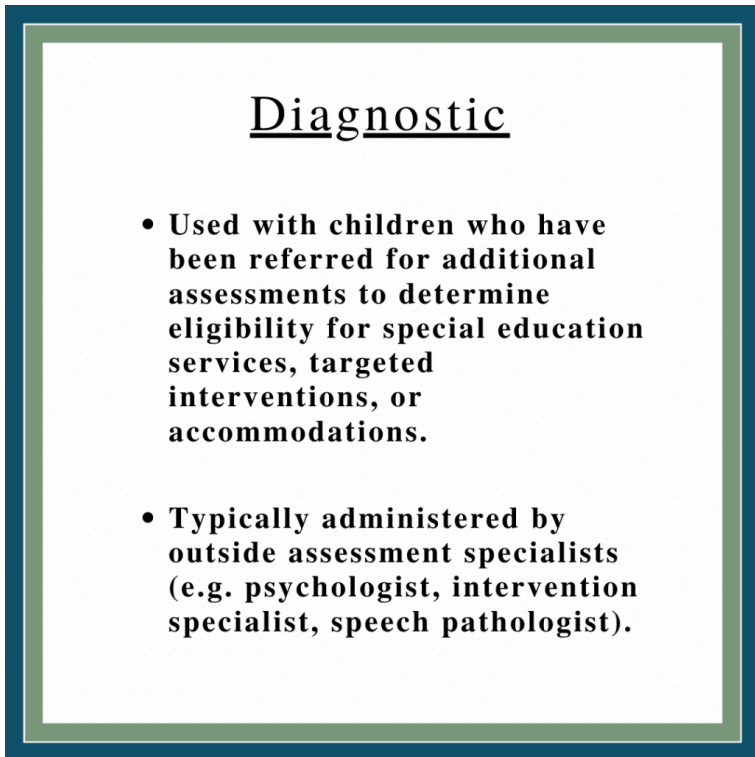 Diagnostic
• Used with children who have
been referred for additional
assessments to determine
eligibility for special education
services, targeted
interventions, or
accommodations.
• Typically administered by
outside assessment specialists
(e.g. psychologist, intervention
specialist, speech pathologist).